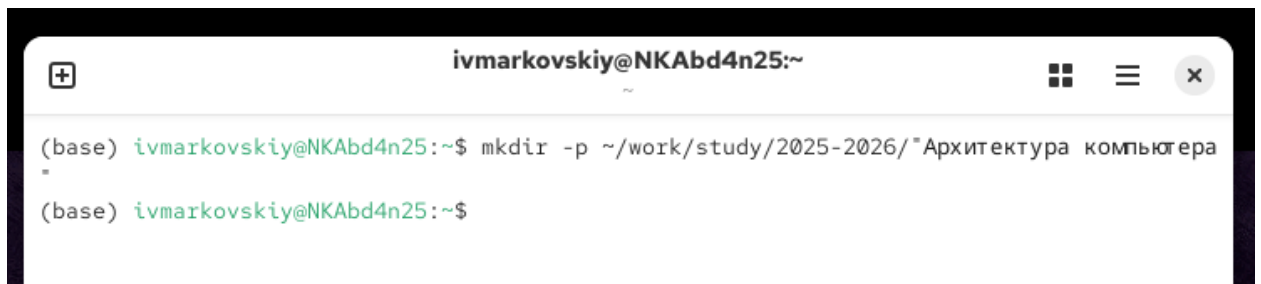 ivmarkovskiy@NKAbd4n25:~
~
(base) ivmarkovskiy@NKAbd4n25:~$ mkdir -p ~/work/study/2025-2026/"Архитектура компьютера
"
(base) ivmarkovskiy@NKAbd4n25:~$